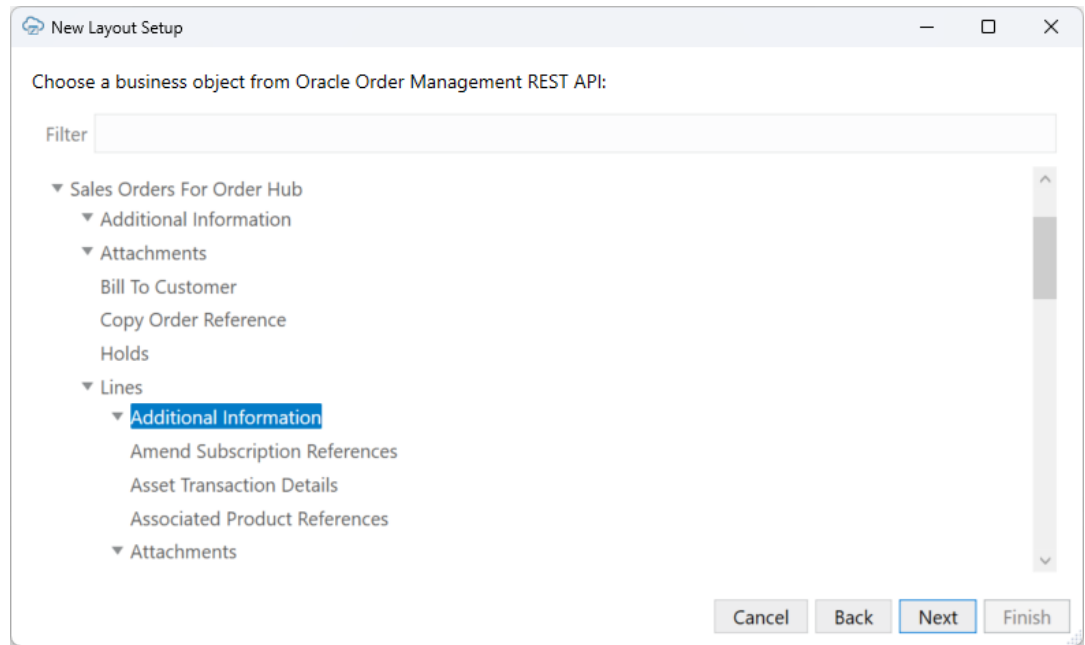 New Layout Setup
Choose a business object from Oracle Order Management REST API:
Filter
Sales Orders For Order Hub
Additional Information
Attachments
Bill To Customer
Copy Order Reference
Holds
Lines
Additional Information
Amend Subscription References
Asset Transaction Details
Associated Product References
Attachments
Cancel Back Next Finish